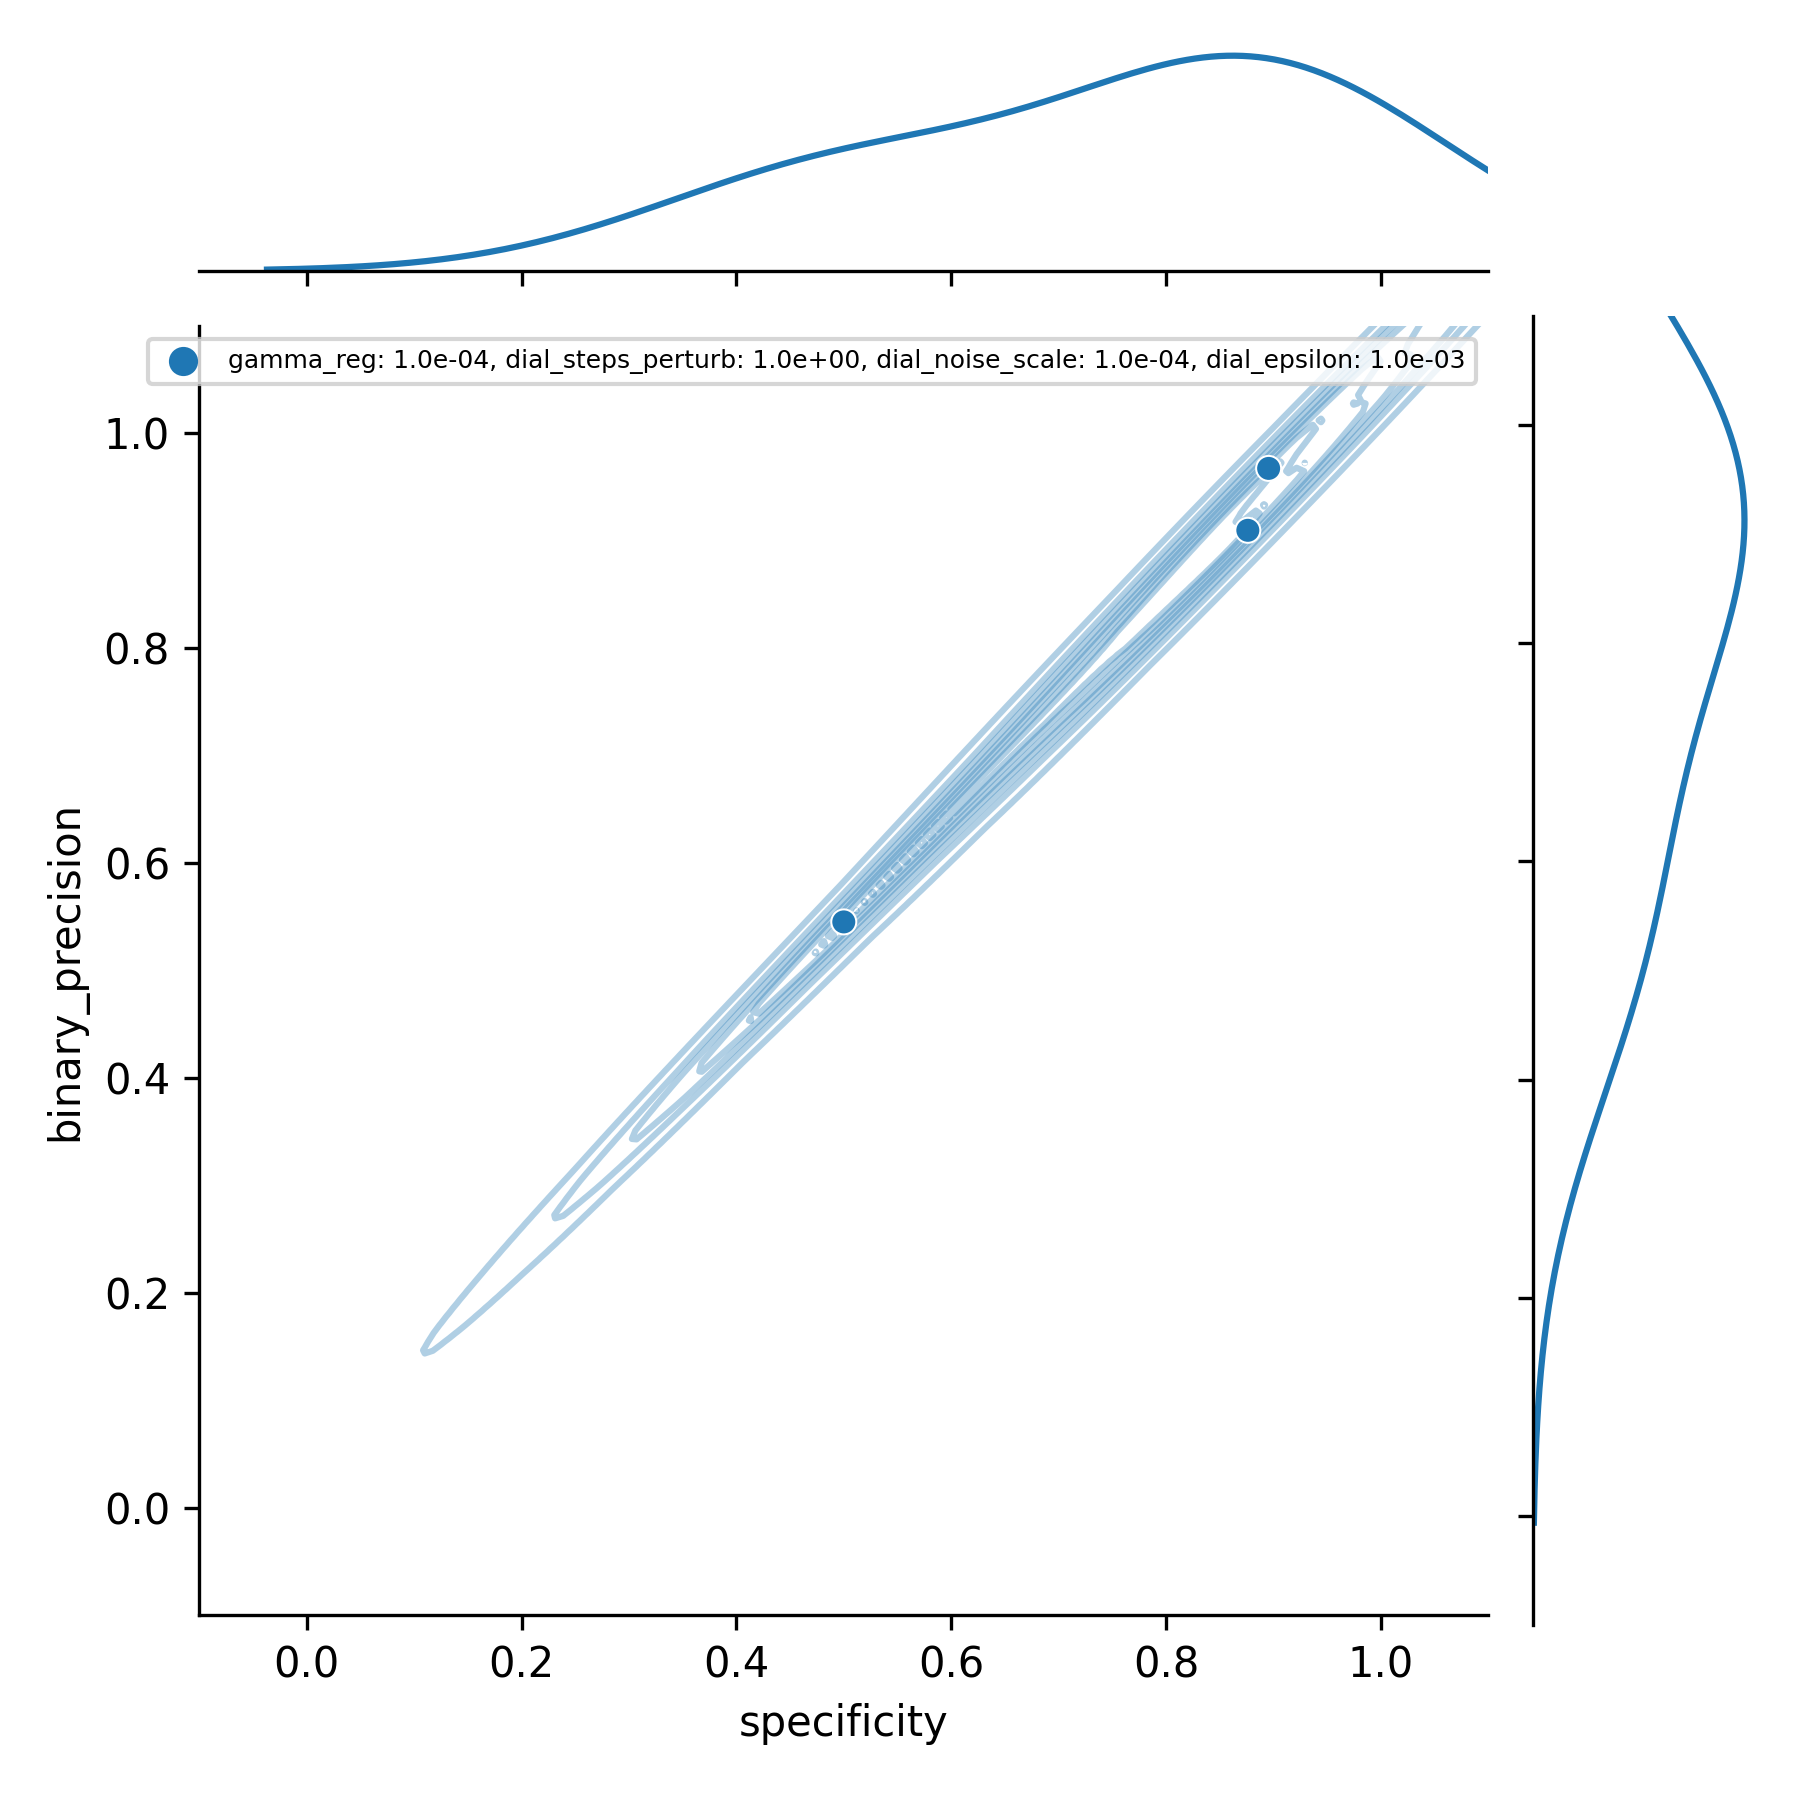 gamma_reg: 1.0e-04, dial_steps_perturb: 1.0e+00, dial_noise_scale: 1.0e-04, dial_epsilon: 1.0e-03
1.0
0.8
0.6
0.4
0.2
0.0
binary_precision
0.0 0.2 0.4 0.6 0.8 1.0
specificity